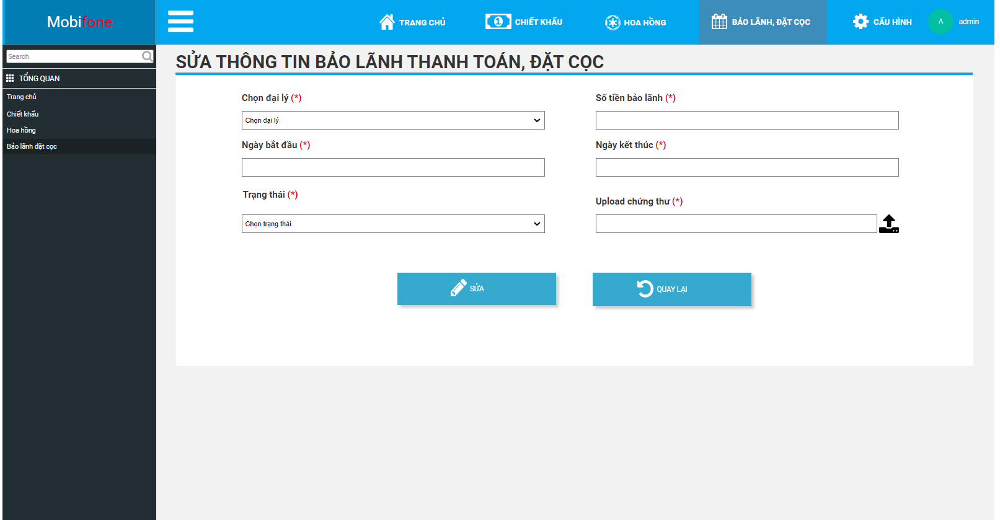 Mobifone
TRANG CHỦ
1
CHIẾT KHẤU
HOA HỒNG
BẢO LÃNH, ĐẶT CỌC
CẤU HÌNH
A
admin
Search
TỔNG QUAN
Trang chủ
Chiết khấu
Hoa hồng
Bảo lãnh đặt cọc
SỬA THÔNG TIN BẢO LÃNH THANH TOÁN, ĐẶT CỌC
Chọn đại lý (*)
Số tiền bảo lãnh (*)
Chọn đại lý
Ngày bắt đầu (*)
Ngày kết thúc (*)
Trạng thái (*)
Upload chứng thư (*)
Chọn trạng thái
SỬA
QUAY LẠI